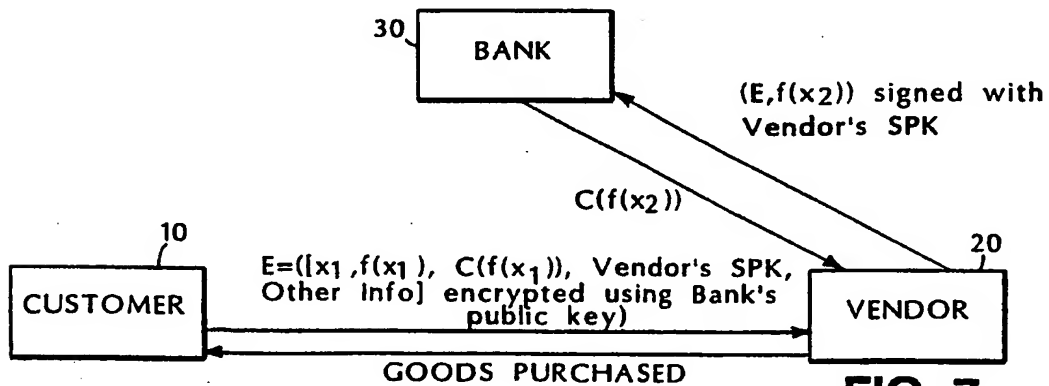 30
BANK
(E,f(x2)) signed with
Vendor's SPK
C(f(x2))
10
20
E=([x1,f(x1), C(f(x1)), Vendor's SPK,
Other Info] encrypted using Bank's
public key)
CUSTOMER
VENDOR
GOODS PURCHASED